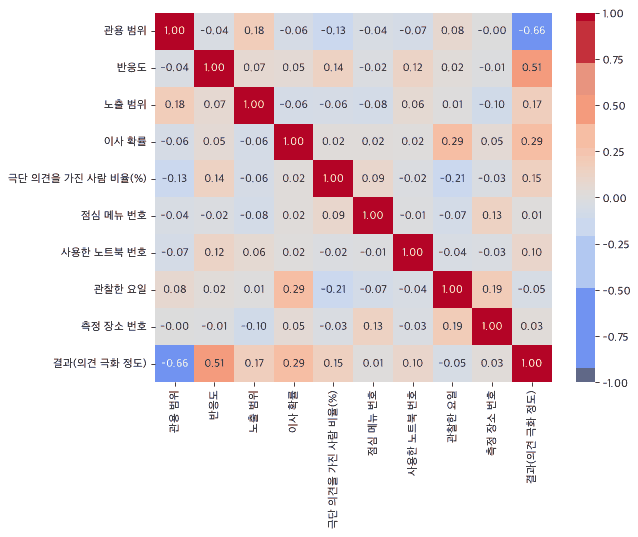 관용 범위 1.00 -0.04 0.18 -0.06 -0.13 -0.04 -0.07 0.08 -0.00 -0.66
반응도 -0.04 1.00 0.07 0.05 0.14 -0.02 0.12 0.02 -0.01 0.51
노출 범위 0.18 0.07 1.00 -0.06 -0.06 -0.08 0.06 0.01 -0.10 0.17
이사 확률 -0.06 0.05 -0.06 1.00 0.02 0.02 0.02 0.29 0.05 0.29
극단 의견을 가진 사람 비율(%) -0.13 0.14 -0.06 0.02 1.00 0.09 -0.02 -0.21 -0.03 0.15
점심 메뉴 번호 -0.04 -0.02 -0.08 0.02 0.09 1.00 -0.01 -0.07 0.13 0.01
사용한 노트북 번호 -0.07 0.12 0.06 0.02 -0.02 -0.01 1.00 -0.04 -0.03 0.10
관찰한 요일 0.08 0.02 0.01 0.29 -0.21 -0.07 -0.04 1.00 0.19 -0.05
측정 장소 번호 -0.00 -0.01 -0.10 0.05 -0.03 0.13 -0.03 0.19 1.00 0.03
결과(의견 극화 정도) -0.66 0.51 0.17 0.29 0.15 0.01 0.10 -0.05 0.03 1.00
관용 범위
반응도
노출 범위
이사 확률
극단 의견을 가진 사람 비율(%)
점심 메뉴 번호
사용한 노트북 번호
관찰한 요일
측정 장소 번호
결과(의견 극화 정도)
1.00
0.75
0.50
0.25
0.00
-0.25
-0.50
-0.75
-1.00